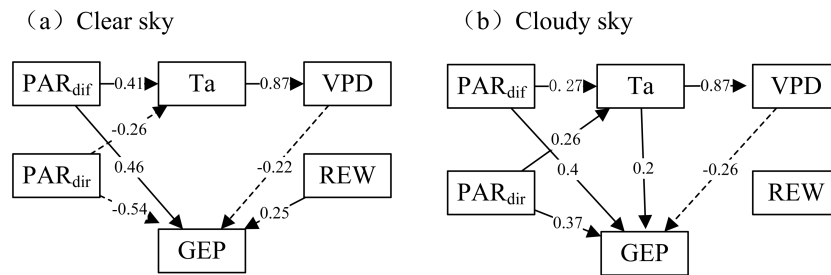 （a）Clear sky
（b）Cloudy sky
PARdif 0.41 Ta 0.87 VPD
-0.26
0.46
-0.22
PARdir
REW
-0.54
0.25
GEP
PARdif 0.27 Ta 0.87 VPD
0.26
0.4
0.2
-0.26
PARdir
REW
0.37
GEP